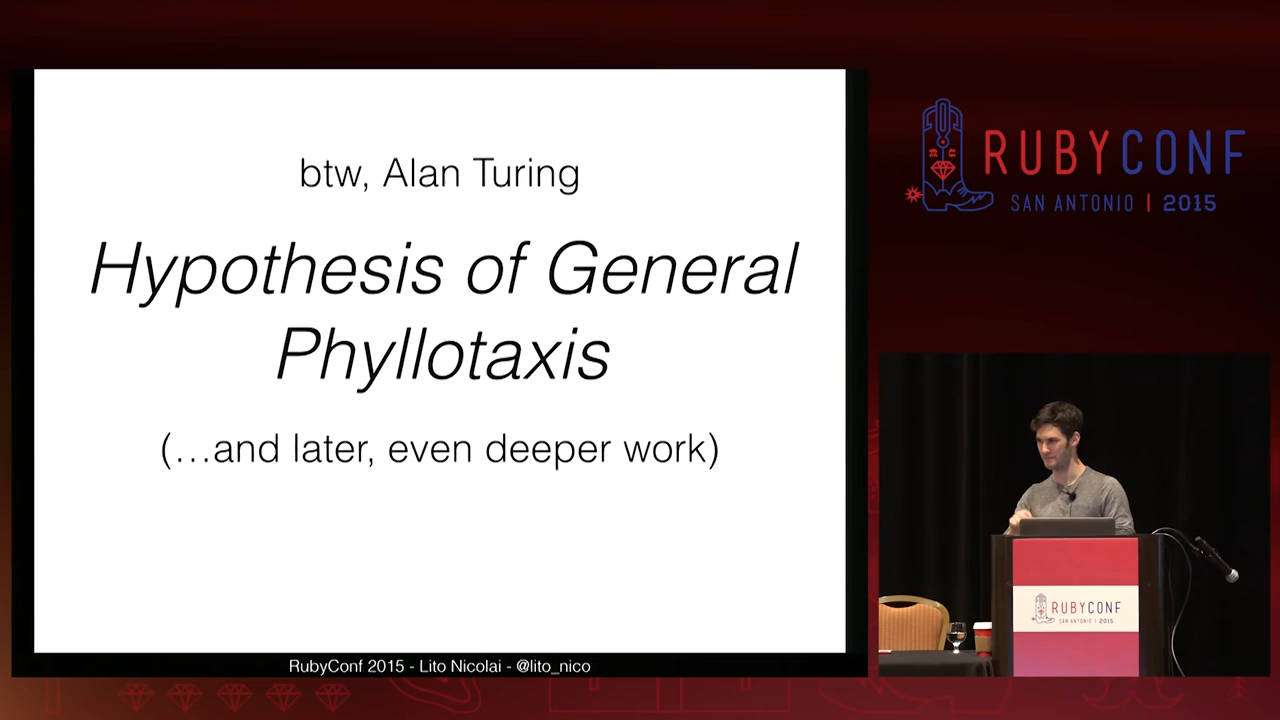 btw, Alan Turing
Hypothesis of General
Phyllotaxis
(…and later, even deeper work)
RubyConf 2015 - Lito Nicolai - @lito_nico
RUBYCONF
SAN ANTONIO | 2015
RUBYCONF
SAN ANTONIO | 2015